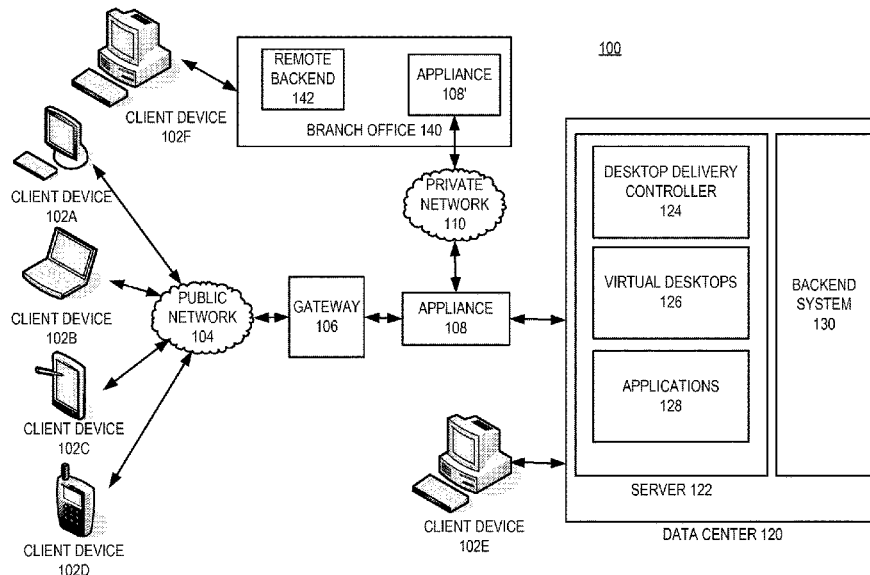 100
REMOTE
BACKEND
142
APPLIANCE
108'
BRANCH OFFICE 140
CLIENT DEVICE
102F
CLIENT DEVICE
102A
PRIVATE
NETWORK
110
DESKTOP DELIVERY
CONTROLLER
124
CLIENT DEVICE
102B
PUBLIC
NETWORK
104
GATEWAY
106
APPLIANCE
108
VIRTUAL DESKTOPS
126
BACKEND
SYSTEM
130
CLIENT DEVICE
102C
APPLICATIONS
128
CLIENT DEVICE
102E
SERVER 122
DATA CENTER 120
CLIENT DEVICE
102D